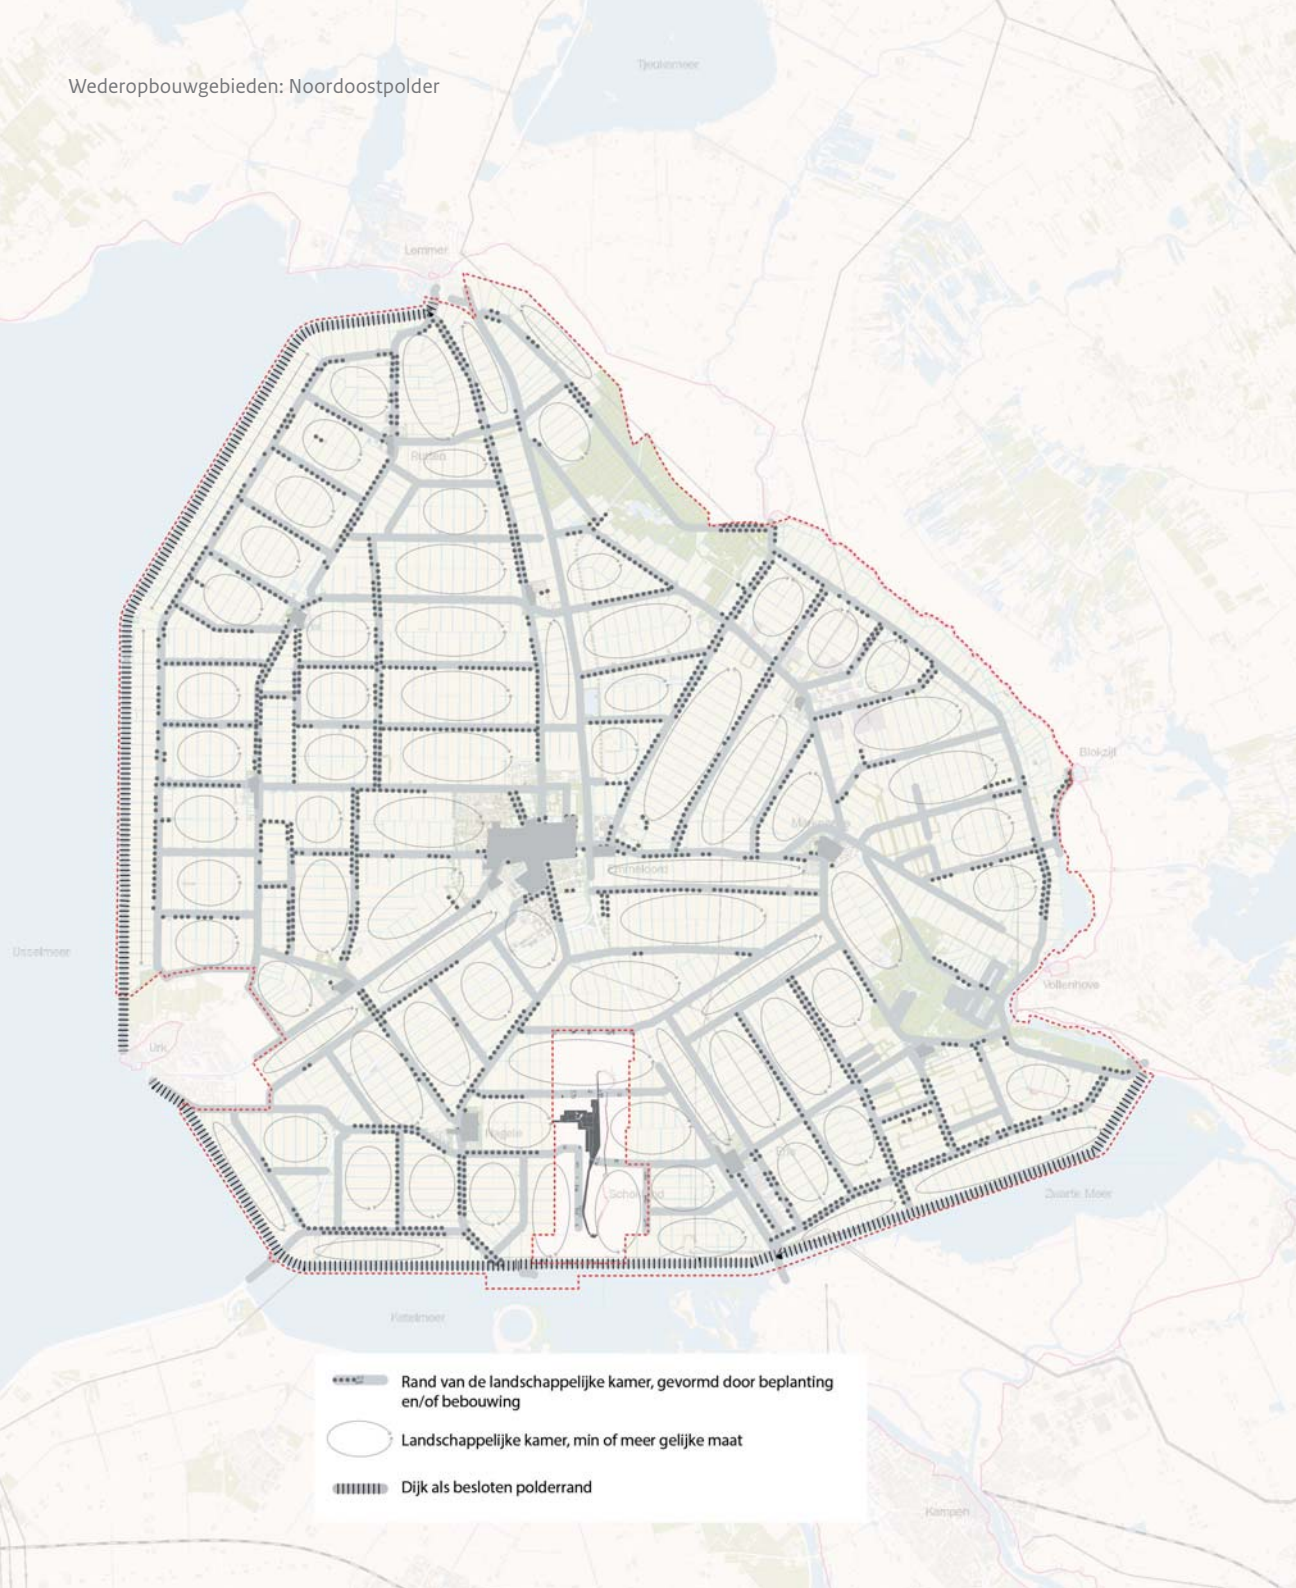 Tjeukemeer
Wederopbouwgebieden: Noordoostpolder
Lemmer
Rutten
Blokzijl
Emmeloord
IJsselmeer
Vollenhove
Urk
Nagele
Ens
Schokland
Zwarte Meer
Ketelmeer
Rand van de landschappelijke kamer, gevormd door beplanting
en/of bebouwing
Landschappelijke kamer, min of meer gelijke maat
Dijk als besloten polderrand
Kampen